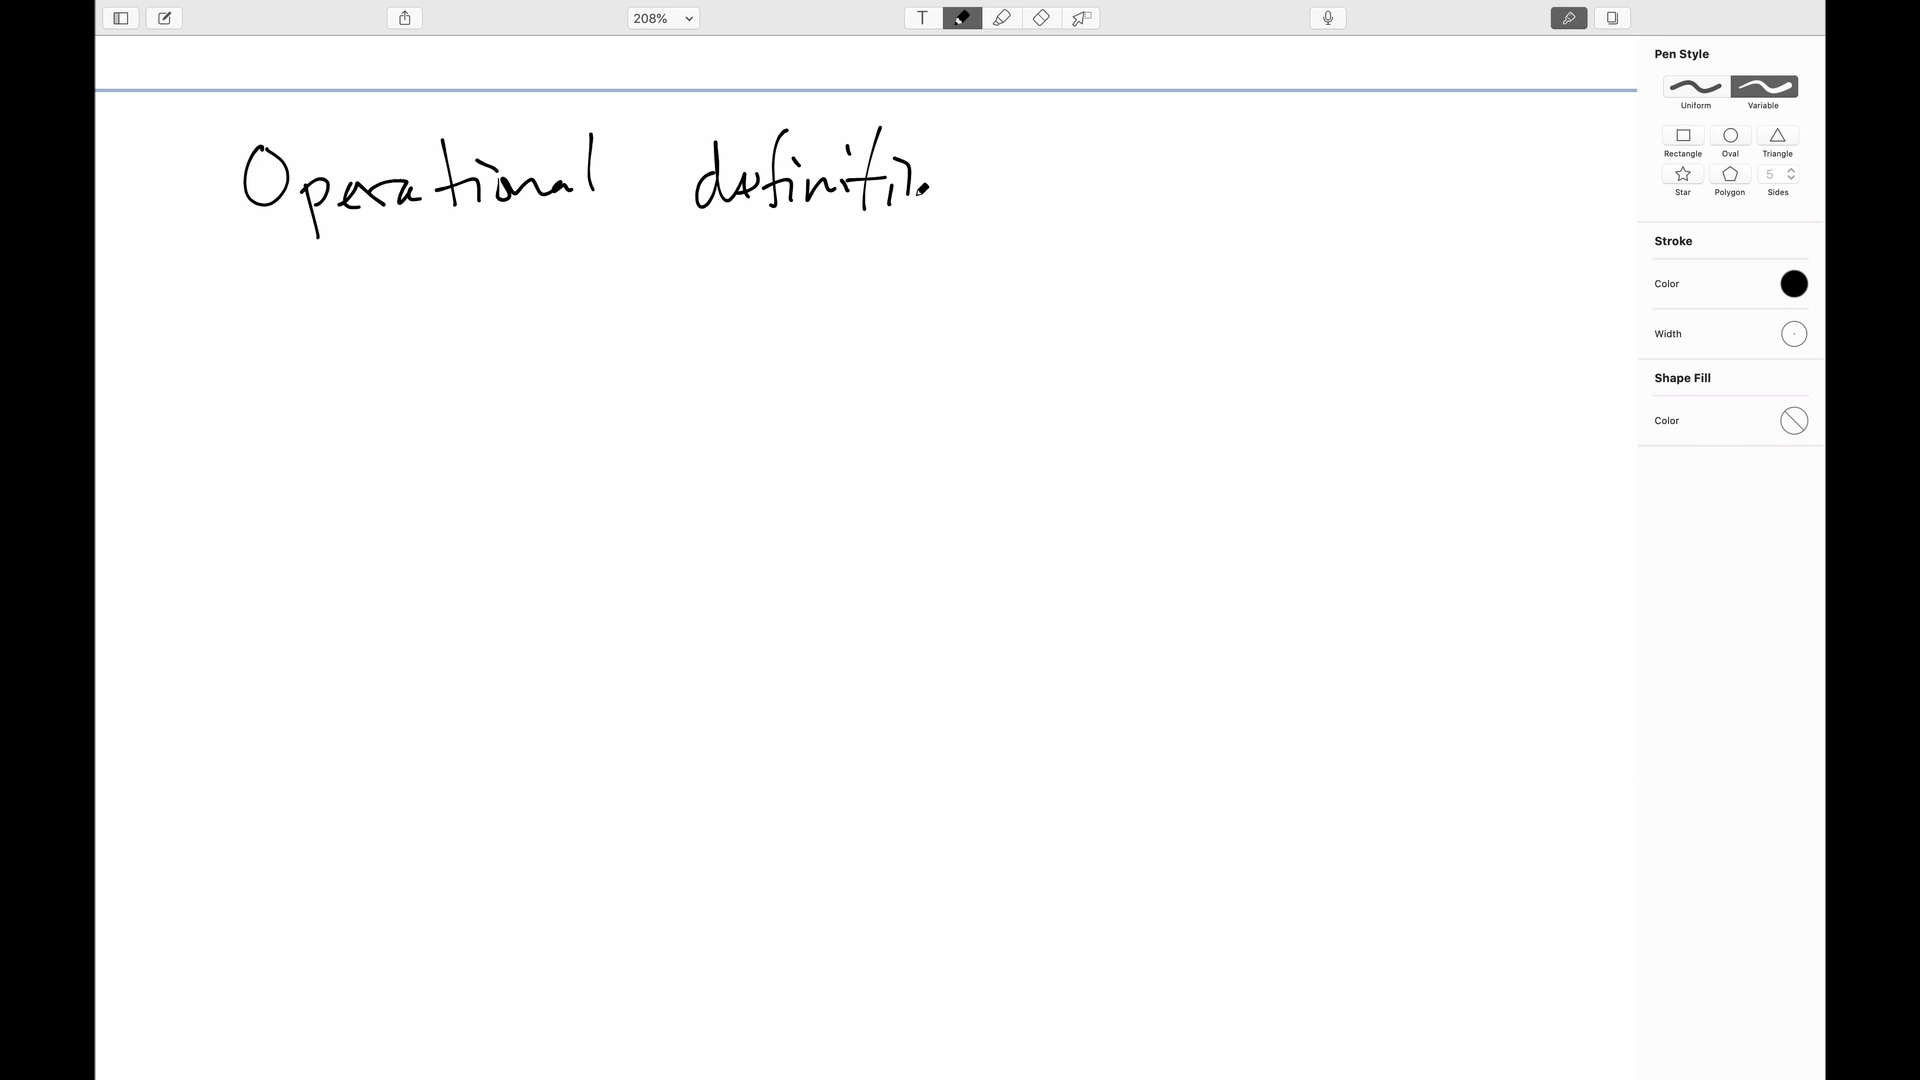 208%
T
Pen Style
Uniform Variable
Operational definiti
Rectangle Oval Triangle
5
Star Polygon Sides
Stroke
Color
Width
Shape Fill
Color